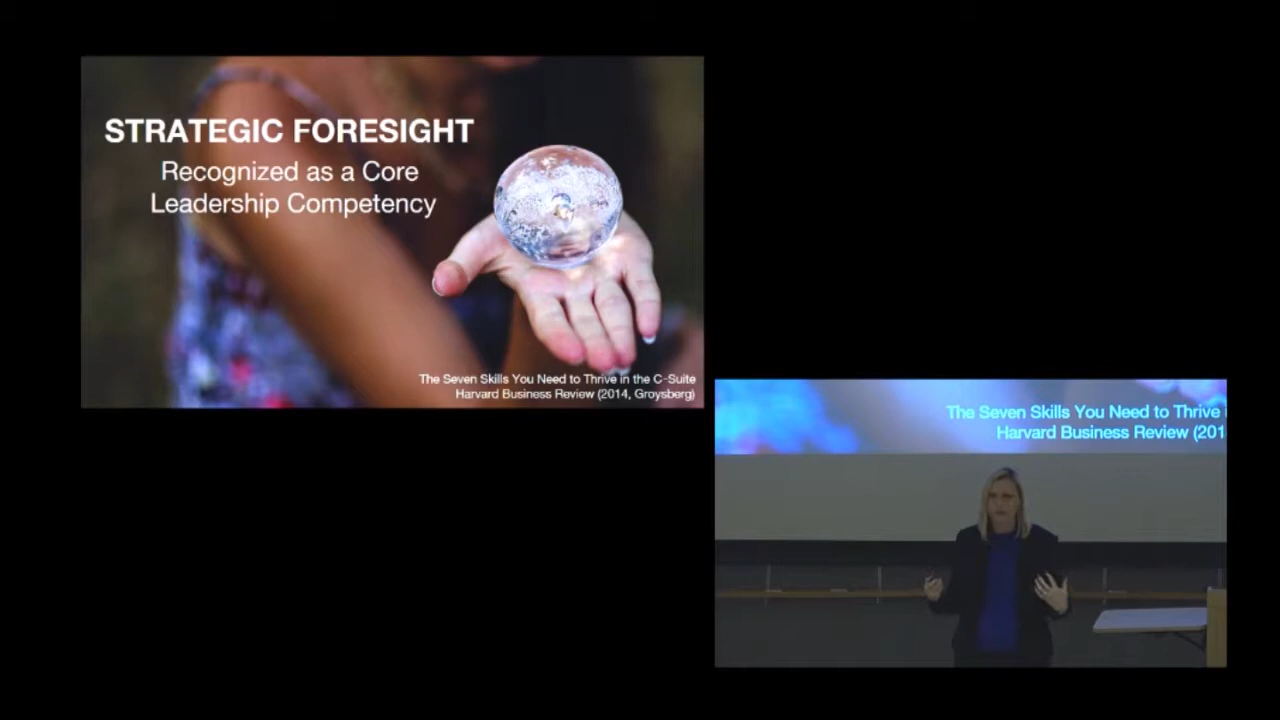 STRATEGIC FORESIGHT
Recognized as a Core
Leadership Competency
The Seven Skills You Need to Thrive in the C-Suite
Harvard Business Review (2014, Groysberg)
The Seven Skills You Need to Thrive
Harvard Business Review (201